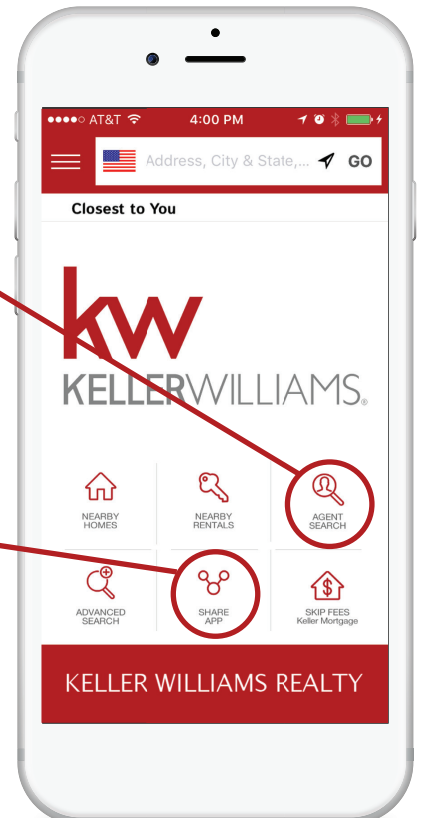 AT&T 4:00 PM
Address, City & State,... GO
Closest to You
kw
KELLERWILLIAMS®
NEARBY
HOMES
NEARBY
RENTALS
AGENT
SEARCH
ADVANCED
SEARCH
SHARE
APP
SKIP FEES
Keller Mortgage
KELLER WILLIAMS REALTY